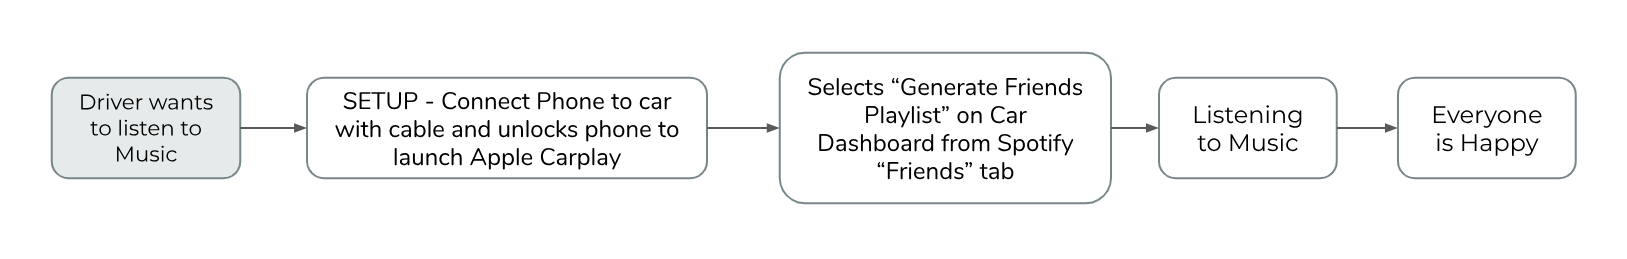 Driver wants
to listen to
Music
SETUP - Connect Phone to car
with cable and unlocks phone to
launch Apple Carplay
Selects “Generate Friends
Playlist” on Car
Dashboard from Spotify
“Friends” tab
Listening
to Music
Everyone
is Happy